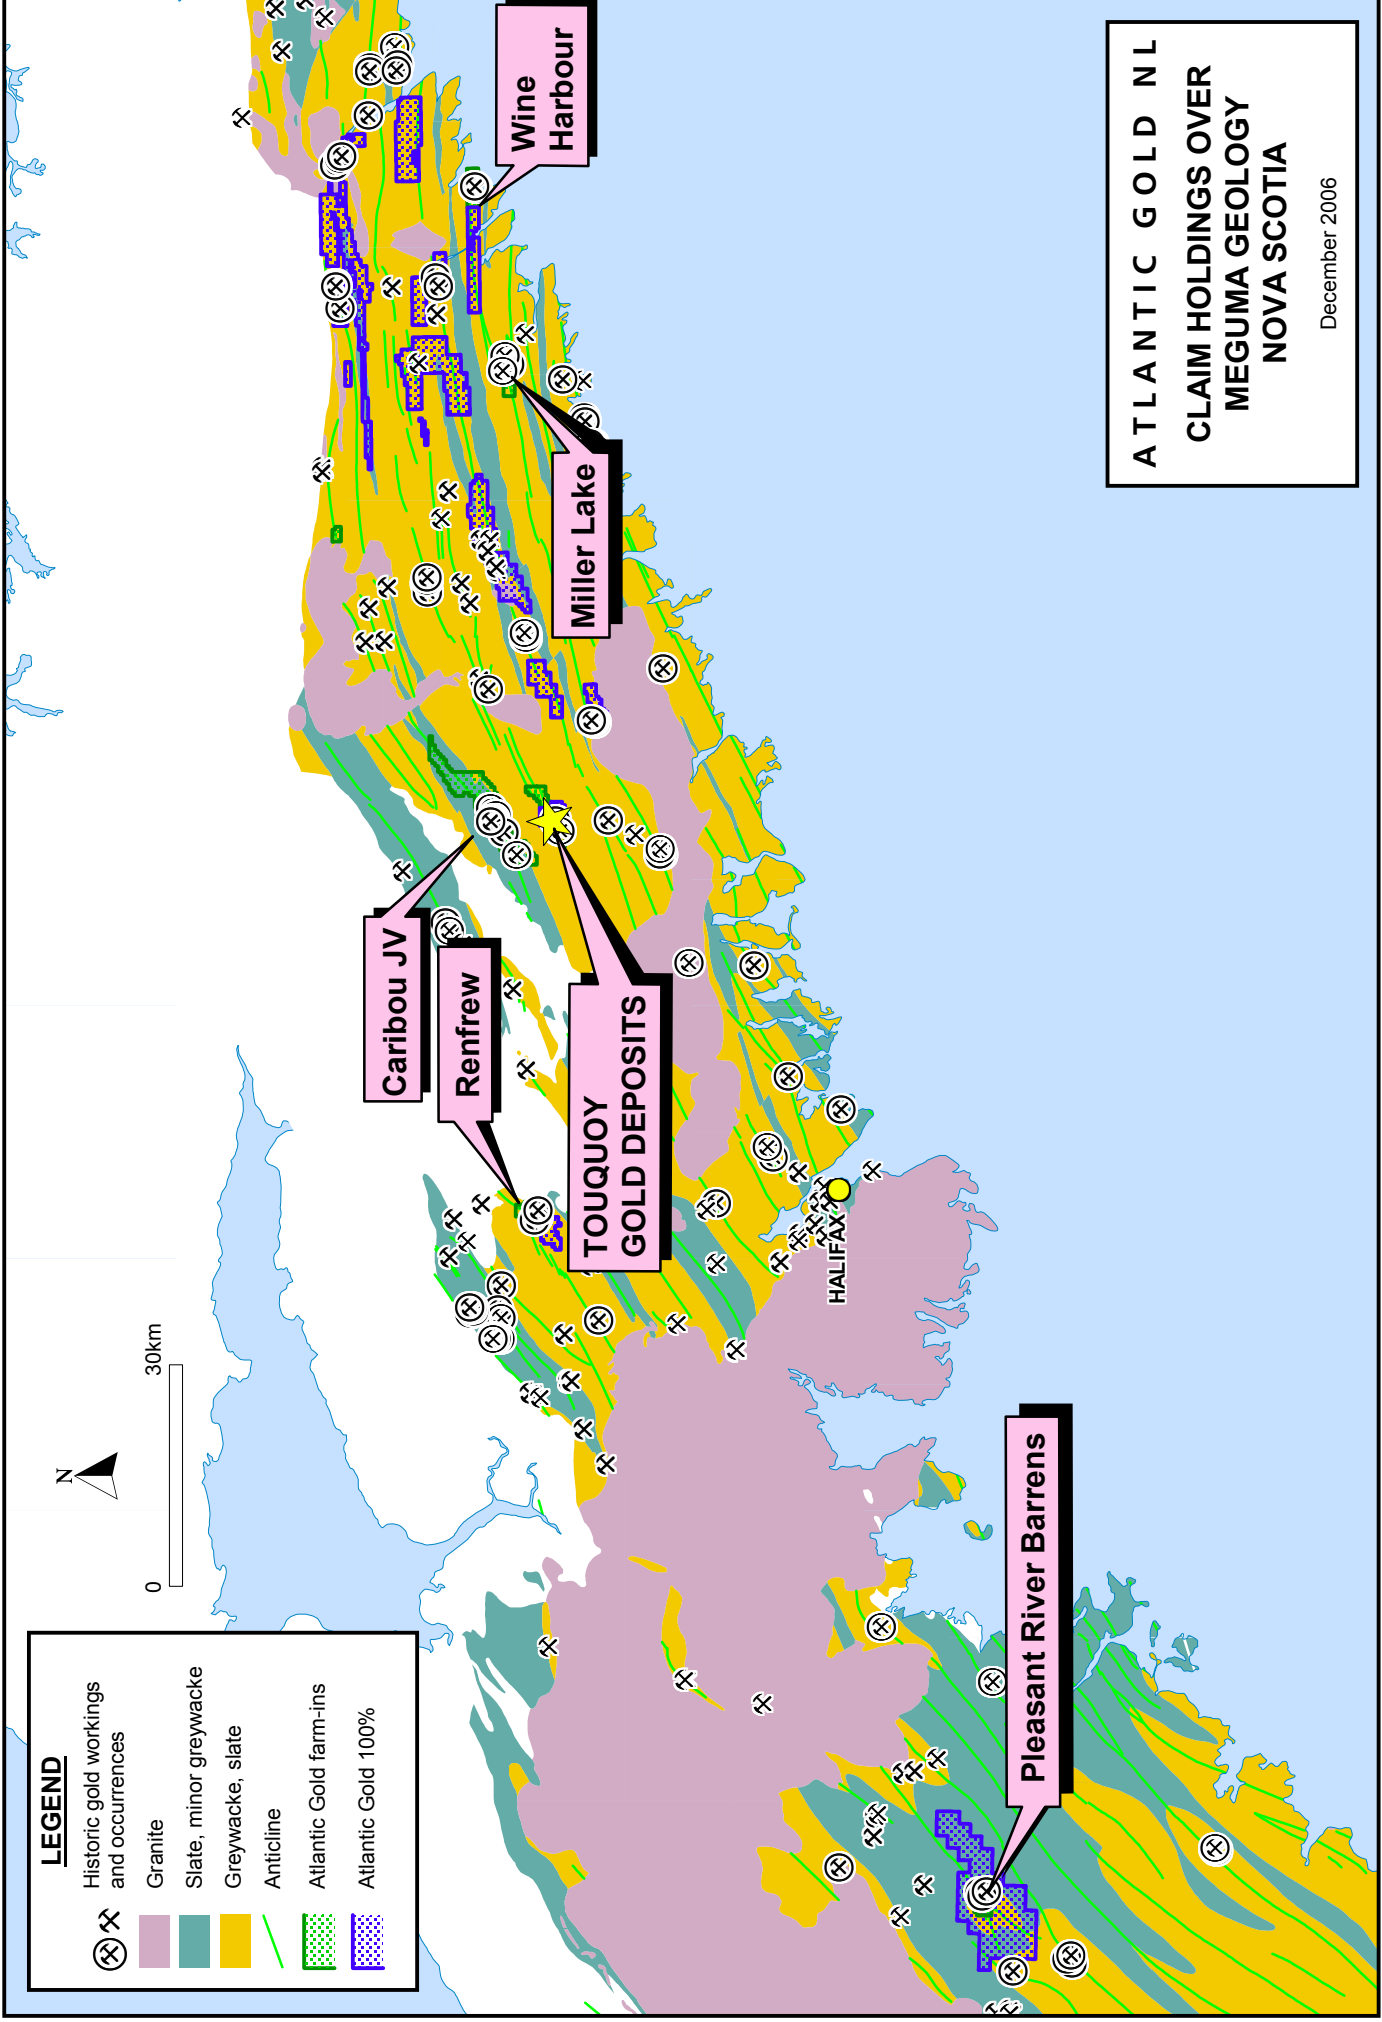 LEGEND
Historic gold workings
and occurrences
Granite
Slate, minor greywacke
Greywacke, slate
Anticline
Atlantic Gold farm-ins
Atlantic Gold 100%
N
0
30km
Caribou JV
Renfrew
TOUQUOY
GOLD DEPOSITS
Miller Lake
Wine
Harbour
HALIFAX
Pleasant River Barrens
ATLANTIC GOLD NL
CLAIM HOLDINGS OVER
MEGUMA GEOLOGY
NOVA SCOTIA
December 2006